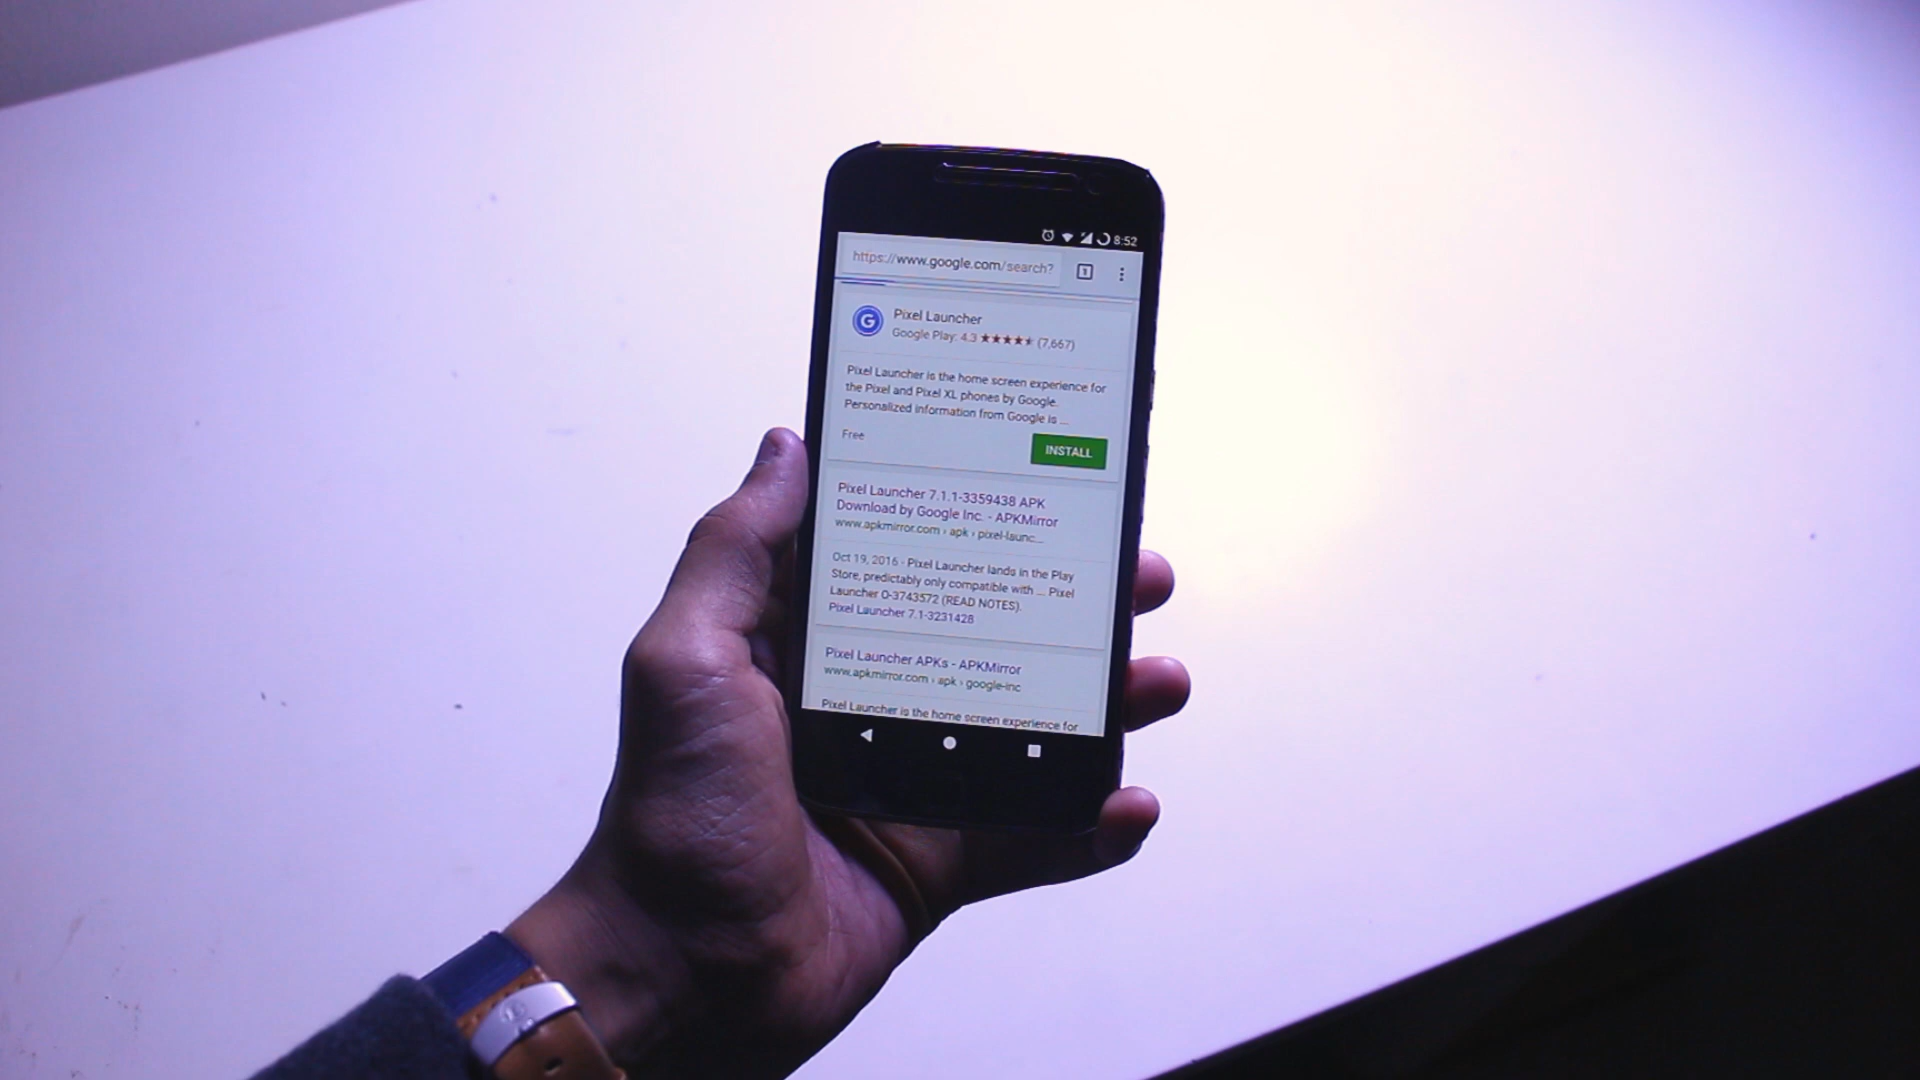 8:52
https://www.google.com/search?
1
G
Pixel Launcher
Google Play: 4.3 ★★★★★ (7,667)
Pixel Launcher is the home screen experience for
the Pixel and Pixel XL phones by Google.
Personalized information from Google is ...
Free
INSTALL
Pixel Launcher 7.1.1-3359438 APK
Download by Google Inc. - APKMirror
www.apkmirror.com › apk › pixel-launc...
Oct 19, 2016 - Pixel Launcher lands in the Play
Store, predictably only compatible with ... Pixel
Launcher O-3743572 (READ NOTES).
Pixel Launcher 7.1-3231428
Pixel Launcher APKs - APKMirror
www.apkmirror.com › apk › google-inc
Pixel Launcher is the home screen experience for